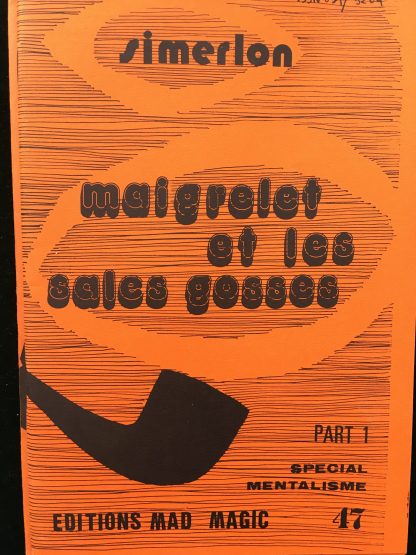 simerlon
maigrelet
et les
sales gosses
PART 1
SPECIAL
MENTALISME
EDITIONS MAD MAGIC 47